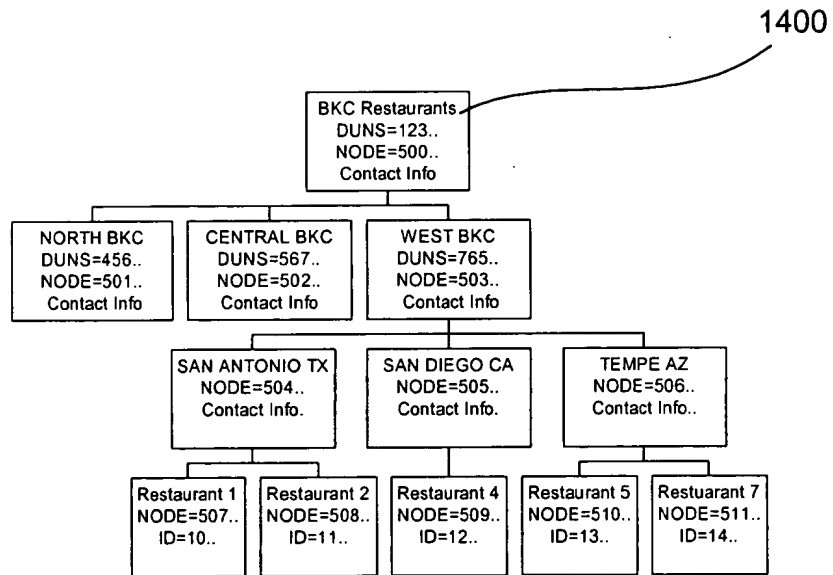 1400
BKC Restaurants
DUNS=123..
NODE=500..
Contact Info
NORTH BKC
DUNS=456..
NODE=501..
Contact Info
CENTRAL BKC
DUNS=567..
NODE=502..
Contact Info
WEST BKC
DUNS=765..
NODE=503..
Contact Info
SAN ANTONIO TX
NODE=504..
Contact Info.
SAN DIEGO CA
NODE=505..
Contact Info.
TEMPE AZ
NODE=506..
Contact Info..
Restaurant 1
NODE=507..
ID=10..
Restaurant 2
NODE=508..
ID=11..
Restaurant 4
NODE=509..
ID=12..
Restaurant 5
NODE=510..
ID=13..
Restuarant 7
NODE=511..
ID=14..